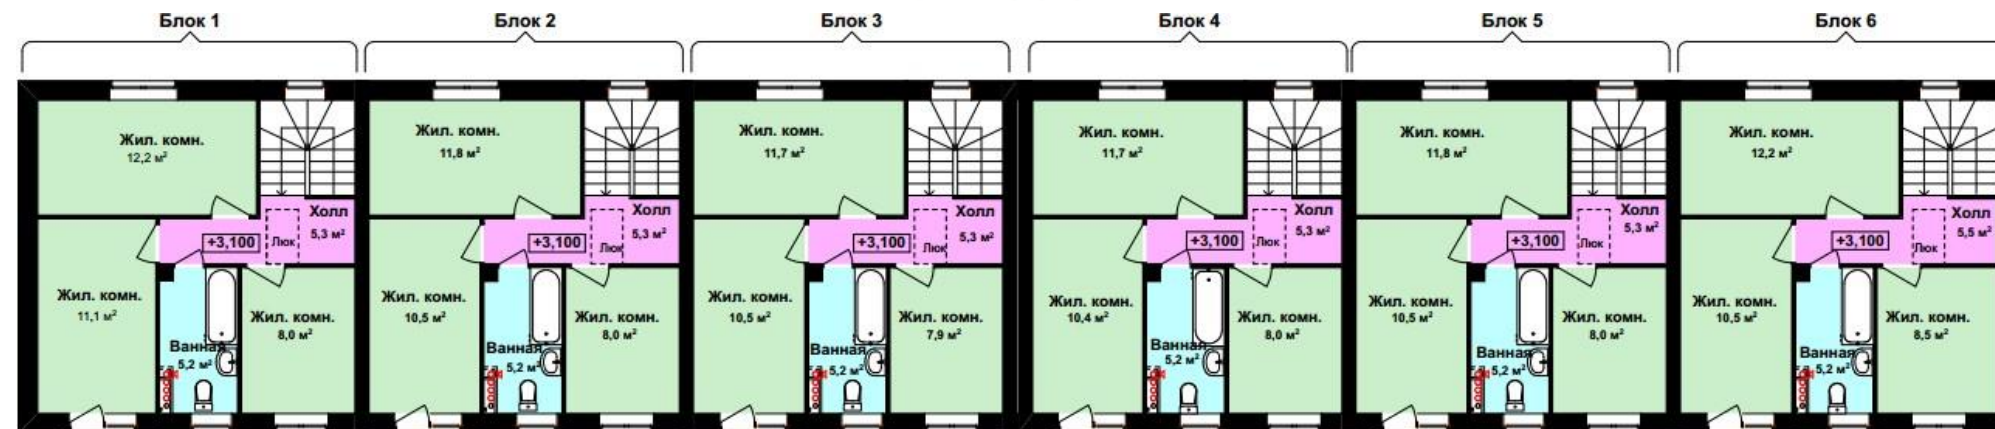 Блок 1
Блок 2
Блок 3
Блок 4
Блок 5
Блок 6
Жил. комн.
12,2 м²
Холл
5,3 м²
+3,100
Люк
Жил. комн.
11,1 м²
Ванная
5,2 м²
Жил. комн.
8,0 м²
Жил. комн.
11,8 м²
Холл
5,3 м²
+3,100
Люк
Жил. комн.
10,5 м²
Ванная
5,2 м²
Жил. комн.
8,0 м²
Жил. комн.
11,7 м²
Холл
5,3 м²
+3,100
Люк
Жил. комн.
10,5 м²
Ванная
5,2 м²
Жил. комн.
7,9 м²
Жил. комн.
11,7 м²
Холл
5,3 м²
+3,100
Люк
Жил. комн.
10,4 м²
Ванная
5,2 м²
Жил. комн.
8,0 м²
Жил. комн.
11,8 м²
Холл
5,3 м²
+3,100
Люк
Жил. комн.
10,5 м²
Ванная
5,2 м²
Жил. комн.
8,0 м²
Жил. комн.
12,2 м²
Холл
5,5 м²
+3,100
Люк
Жил. комн.
10,5 м²
Ванная
5,2 м²
Жил. комн.
8,5 м²